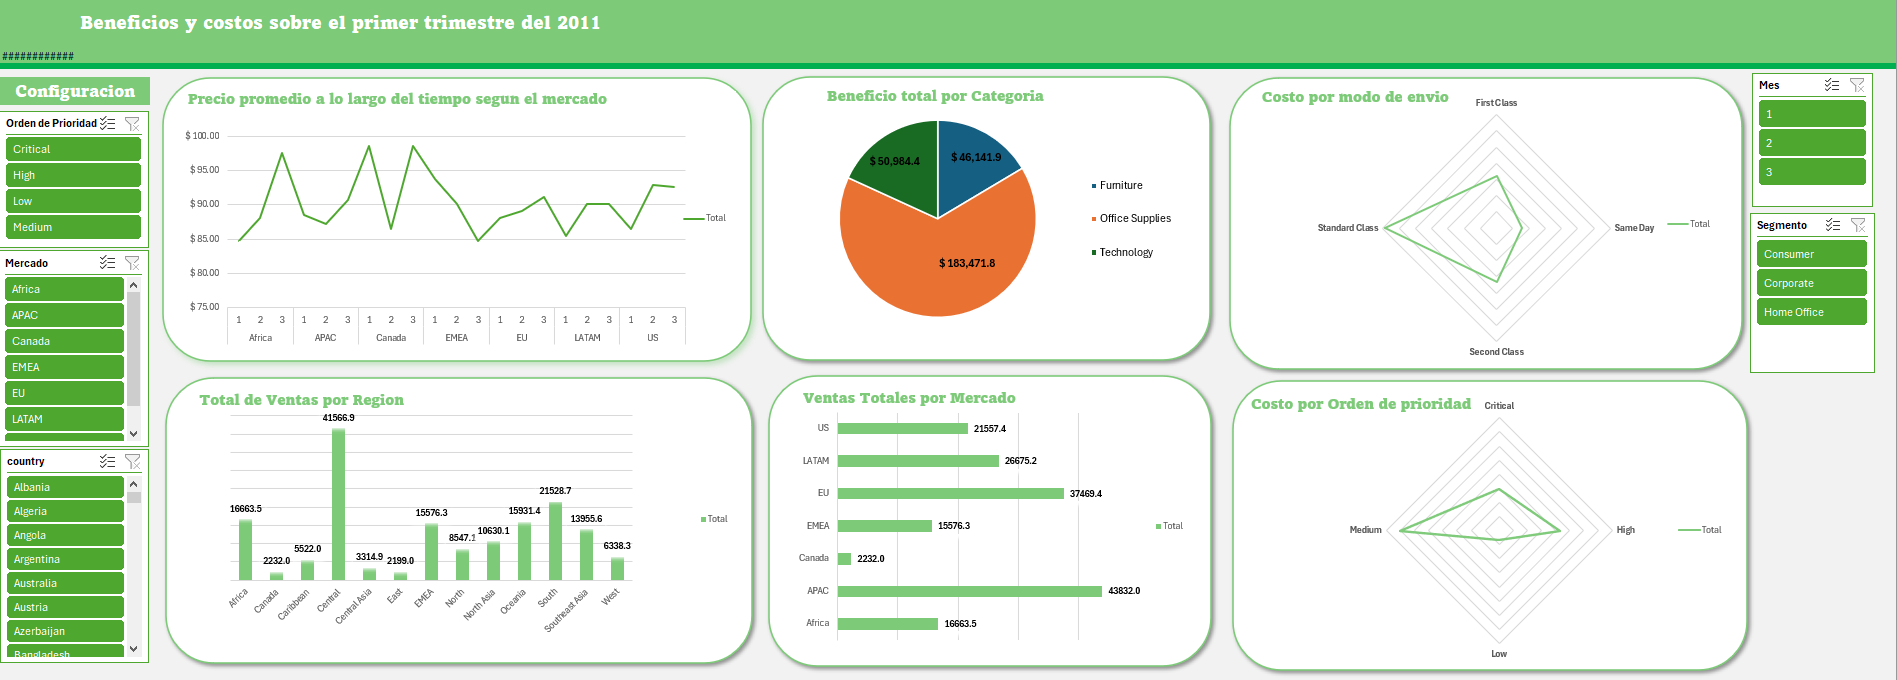 Beneficios y costos sobre el primer trimestre del 2011
############
Configuracion
Orden de Prioridad
Critical
High
Low
Medium
Mercado
Africa
APAC
Canada
EMEA
EU
LATAM
country
Albania
Algeria
Angola
Argentina
Australia
Austria
Azerbaijan
Bangladesh
Precio promedio a lo largo del tiempo segun el mercado
$ 100.00
$ 95.00
$ 90.00
$ 85.00
$ 80.00
$ 75.00
1 2 3 1 2 3 1 2 3 1 2 3 1 2 3 1 2 3 1 2 3
Africa APAC Canada EMEA EU LATAM US
Total
Beneficio total por Categoria
$ 50,984.4
$ 46,141.9
$ 183,471.8
Furniture
Office Supplies
Technology
Costo por modo de envio
First Class
Standard Class
Same Day
Second Class
Total
Mes
1
2
3
Segmento
Consumer
Corporate
Home Office
Total de Ventas por Region
16663.5
2232.0
5522.0
41566.9
3314.9
2199.0
15576.3
8547.1
10630.1
15931.4
21528.7
13955.6
6338.3
Africa
Canada
Caribbean
Central
Central Asia
East
EMEA
North
North Asia
Oceania
South
Southeast Asia
West
Total
Ventas Totales por Mercado
US 21557.4
LATAM 26675.2
EU 37469.4
EMEA 15576.3
Canada 2232.0
APAC 43832.0
Africa 16663.5
Total
Costo por Orden de prioridad
Critical
Medium
High
Low
Total